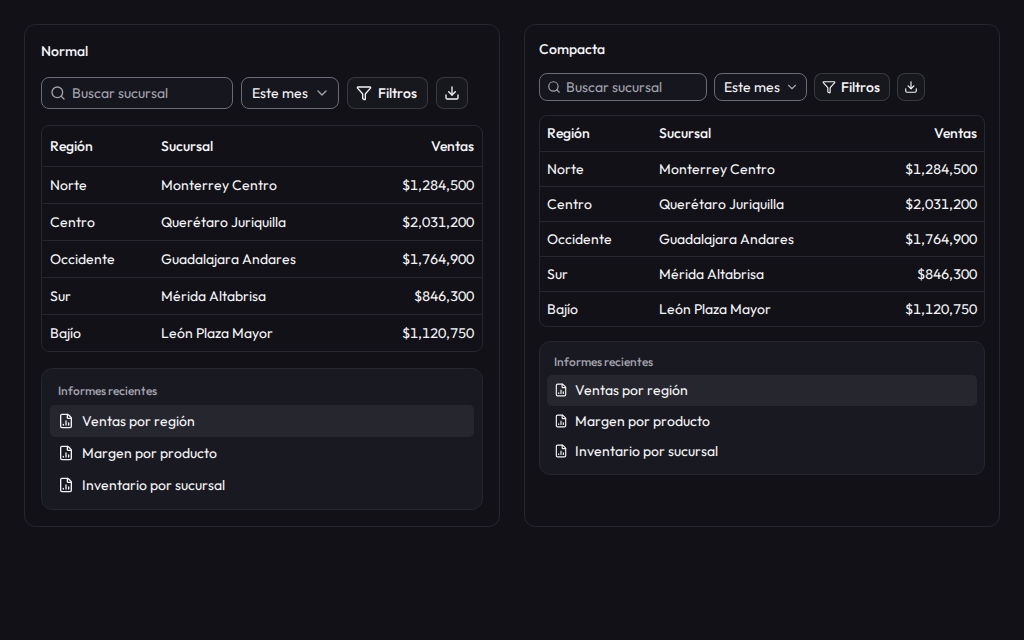 Normal
Buscar sucursal Este mes Filtros
Región Sucursal Ventas
Norte Monterrey Centro $1,284,500
Centro Querétaro Juriquilla $2,031,200
Occidente Guadalajara Andares $1,764,900
Sur Mérida Altabrisa $846,300
Bajío León Plaza Mayor $1,120,750
Informes recientes
Ventas por región
Margen por producto
Inventario por sucursal
Compacta
Buscar sucursal Este mes Filtros
Región Sucursal Ventas
Norte Monterrey Centro $1,284,500
Centro Querétaro Juriquilla $2,031,200
Occidente Guadalajara Andares $1,764,900
Sur Mérida Altabrisa $846,300
Bajío León Plaza Mayor $1,120,750
Informes recientes
Ventas por región
Margen por producto
Inventario por sucursal